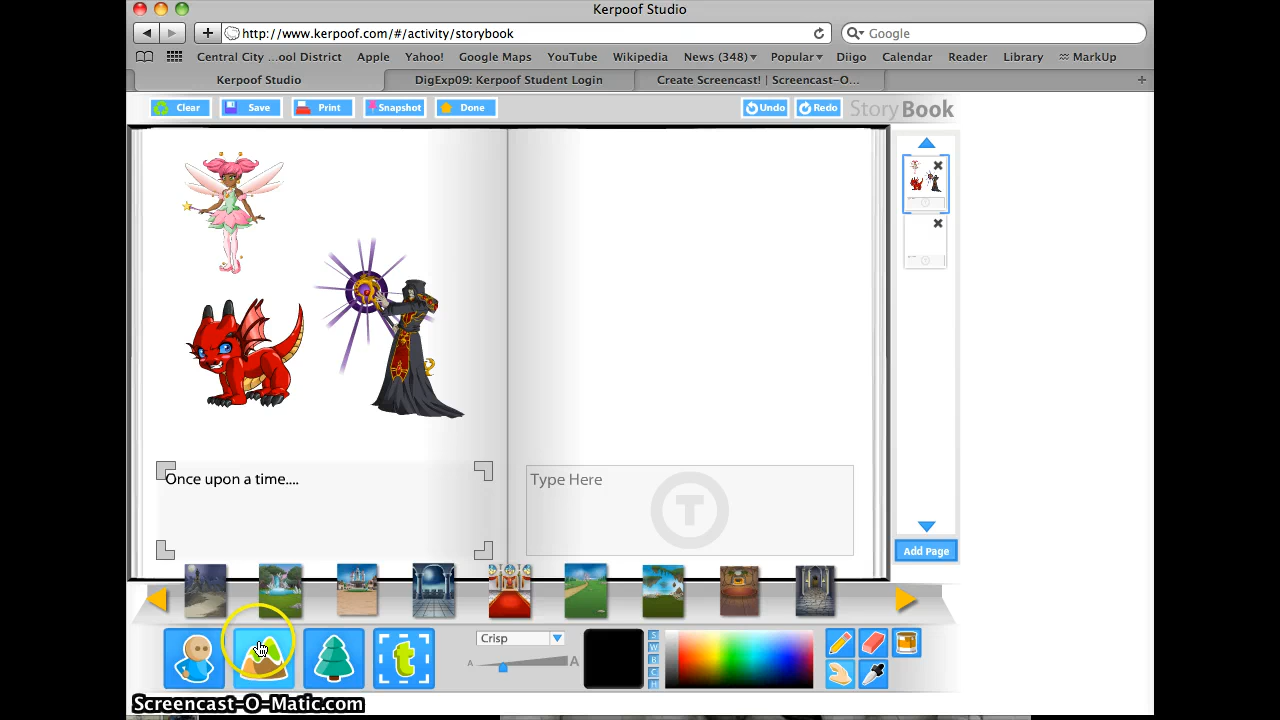 Kerpoof Studio
http://www.kerpoof.com/#/activity/storybook
Google
Central City ...ool District Apple Yahoo! Google Maps YouTube Wikipedia News (348) Popular Diigo Calendar Reader Library MarkUp
Kerpoof Studio DigExp09: Kerpoof Student Login Create Screencast! | Screencast-O...
Clear Save Print Snapshot Done Undo Redo StoryBook
Once upon a time....
Type Here
T
Add Page
t
Crisp
A A
S
W
B
C
H
Screencast-O-Matic.com